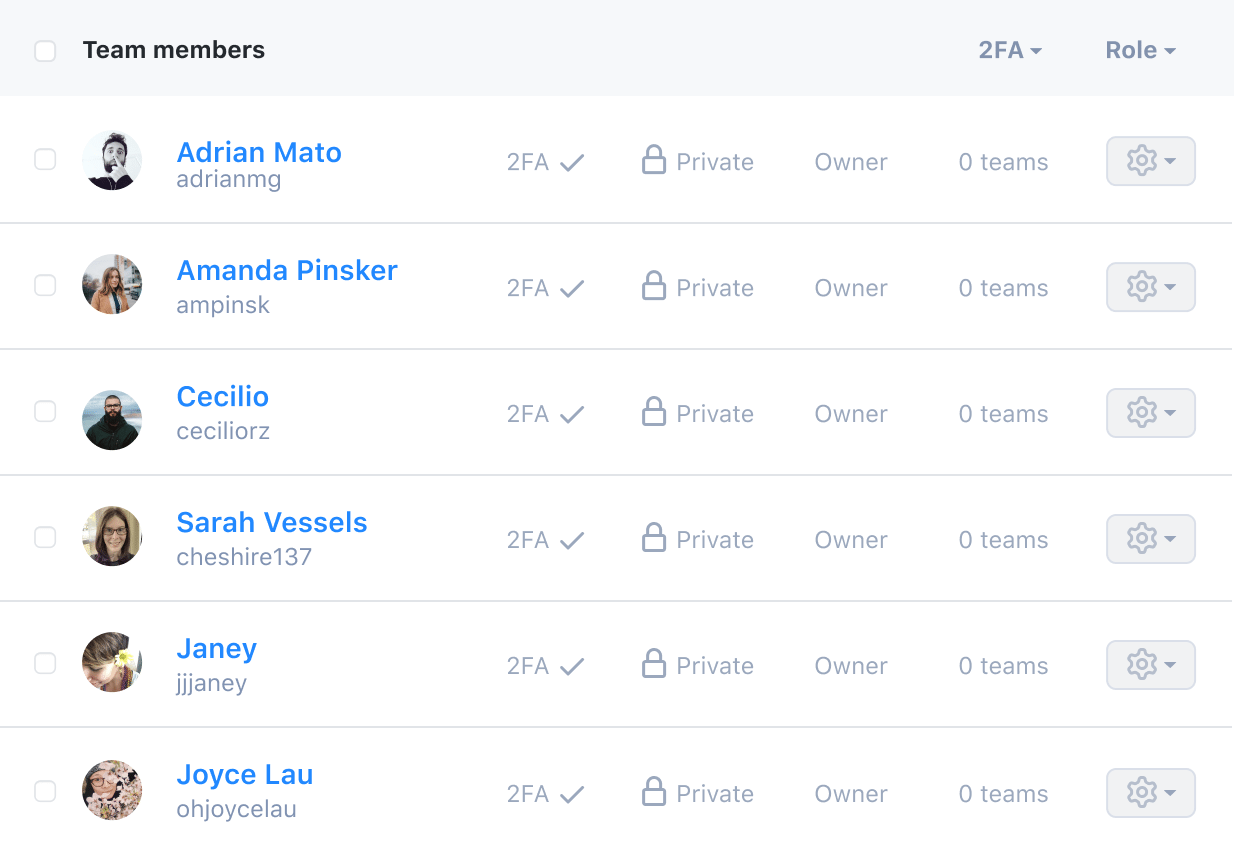 Team members 2FA Role
Adrian Mato
adrianmg
2FA Private Owner 0 teams
Amanda Pinsker
ampinsk
2FA Private Owner 0 teams
Cecilio
ceciliorz
2FA Private Owner 0 teams
Sarah Vessels
cheshire137
2FA Private Owner 0 teams
Janey
jjjaney
2FA Private Owner 0 teams
Joyce Lau
ohjoycelau
2FA Private Owner 0 teams